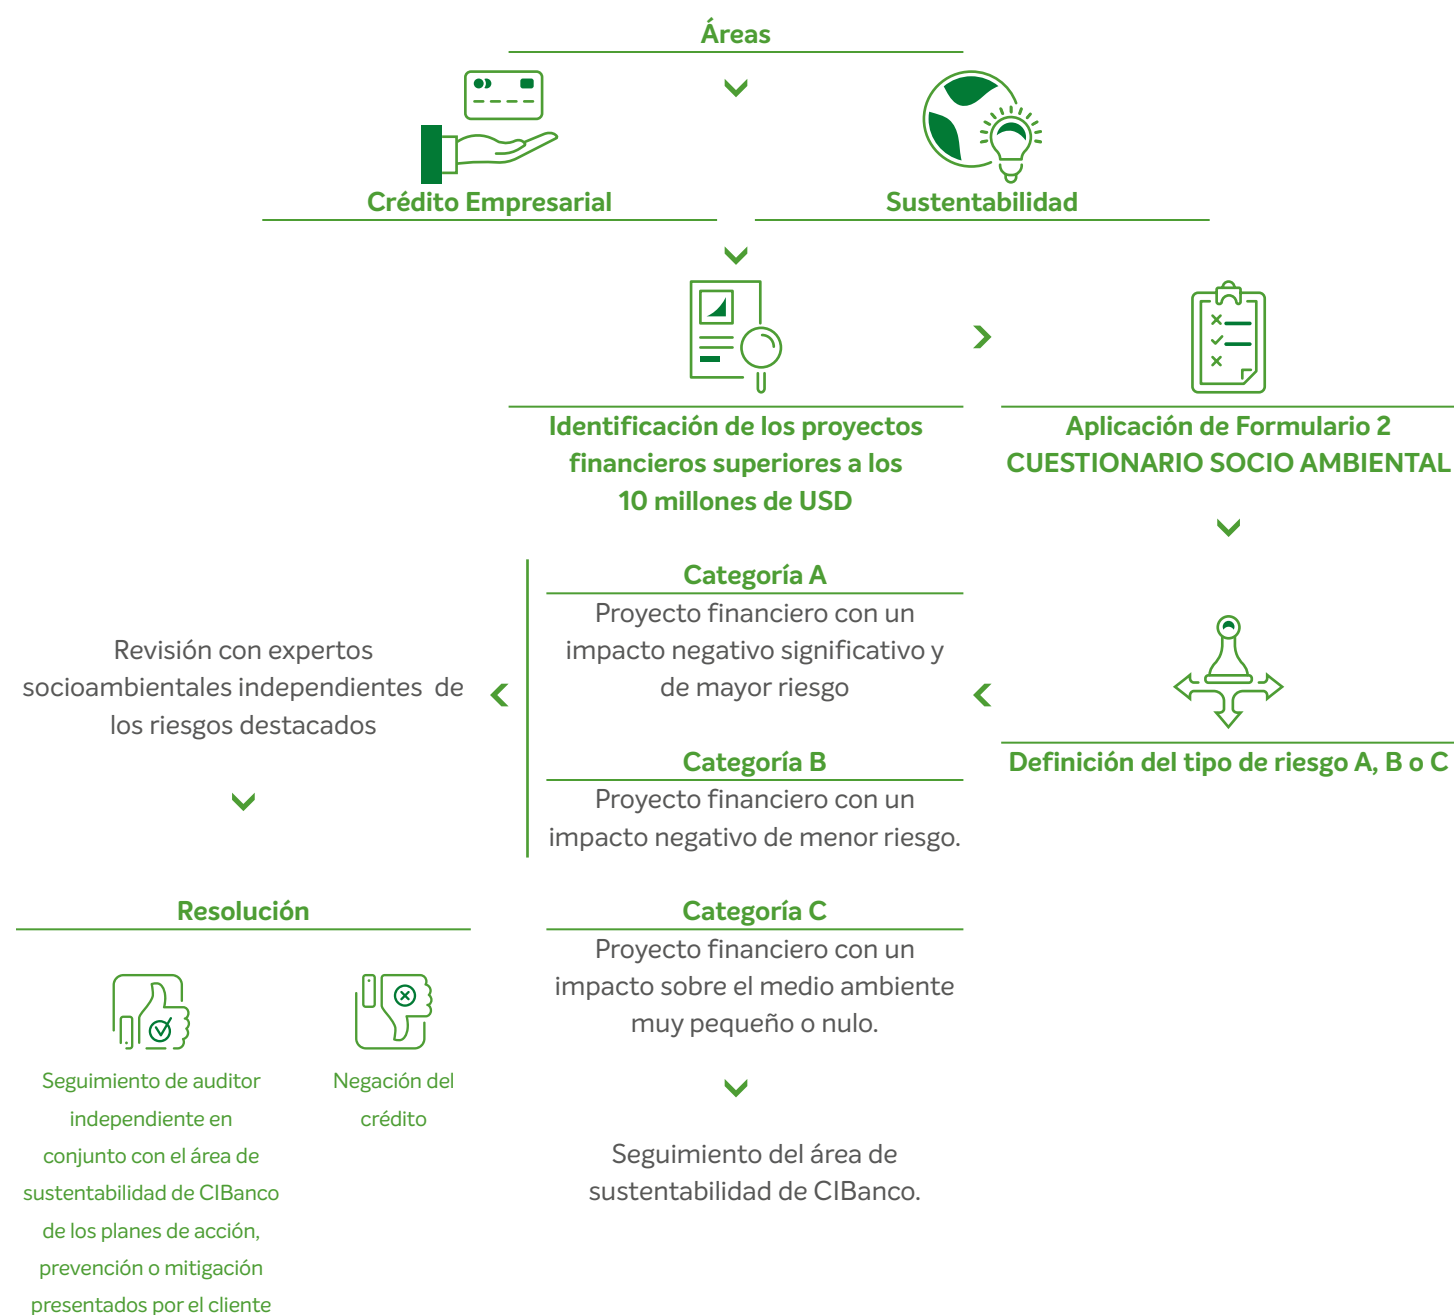 Áreas
Crédito Empresarial
Sustentabilidad
Identificación de los proyectos
financieros superiores a los
10 millones de USD
Aplicación de Formulario 2
CUESTIONARIO SOCIO AMBIENTAL
Definición del tipo de riesgo A, B o C
Categoría A
Proyecto financiero con un
impacto negativo significativo y
de mayor riesgo
Categoría B
Proyecto financiero con un
impacto negativo de menor riesgo.
Revisión con expertos
socioambientales independientes de
los riesgos destacados
Resolución
Seguimiento de auditor
independiente en
conjunto con el área de
sustentabilidad de CIBanco
de los planes de acción,
prevención o mitigación
presentados por el cliente
Negación del
crédito
Categoría C
Proyecto financiero con un
impacto sobre el medio ambiente
muy pequeño o nulo.
Seguimiento del área de
sustentabilidad de CIBanco.